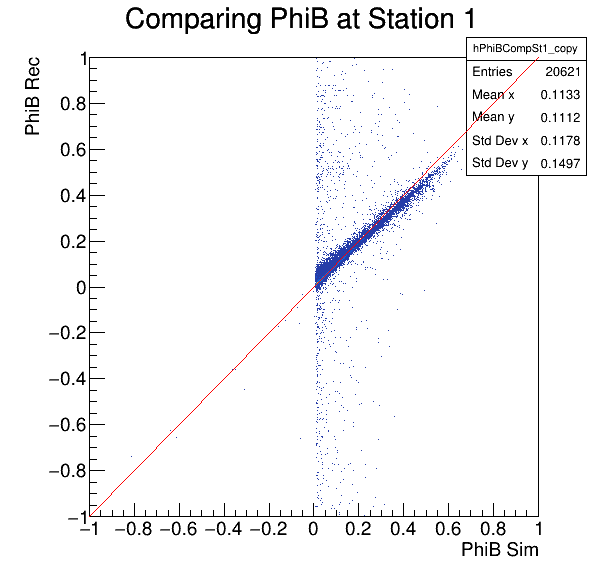 Comparing PhiB at Station 1
hPhiBCompSt1_copy
Entries 20621
Mean x 0.1133
Mean y 0.1112
Std Dev x 0.1178
Std Dev y 0.1497
PhiB Rec
1
0.8
0.6
0.4
0.2
0
−0.2
−0.4
−0.6
−0.8
−1
−1 −0.8 −0.6 −0.4 −0.2 0 0.2 0.4 0.6 0.8 1
PhiB Sim